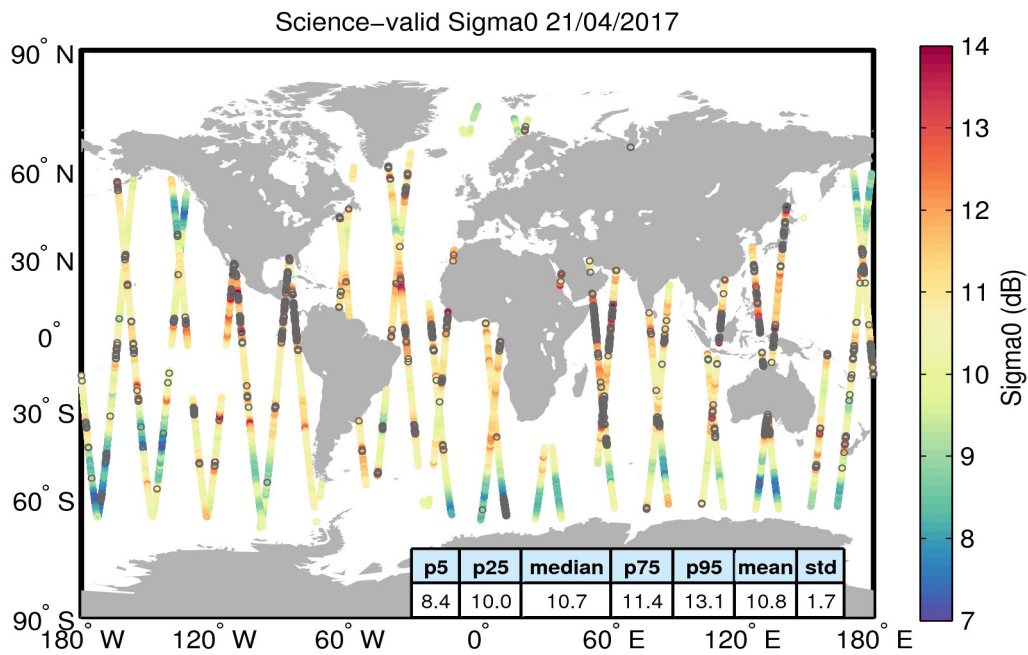 Science−valid Sigma0 21/04/2017
90° N
60° N
30° N
0°
30° S
60° S
90° S
180° W
120° W
60° W
0°
60° E
120° E
180° E
p5 p25 median p75 p95 mean std
8.4 10.0 10.7 11.4 13.1 10.8 1.7
14
13
12
11
10
9
8
7
Sigma0 (dB)